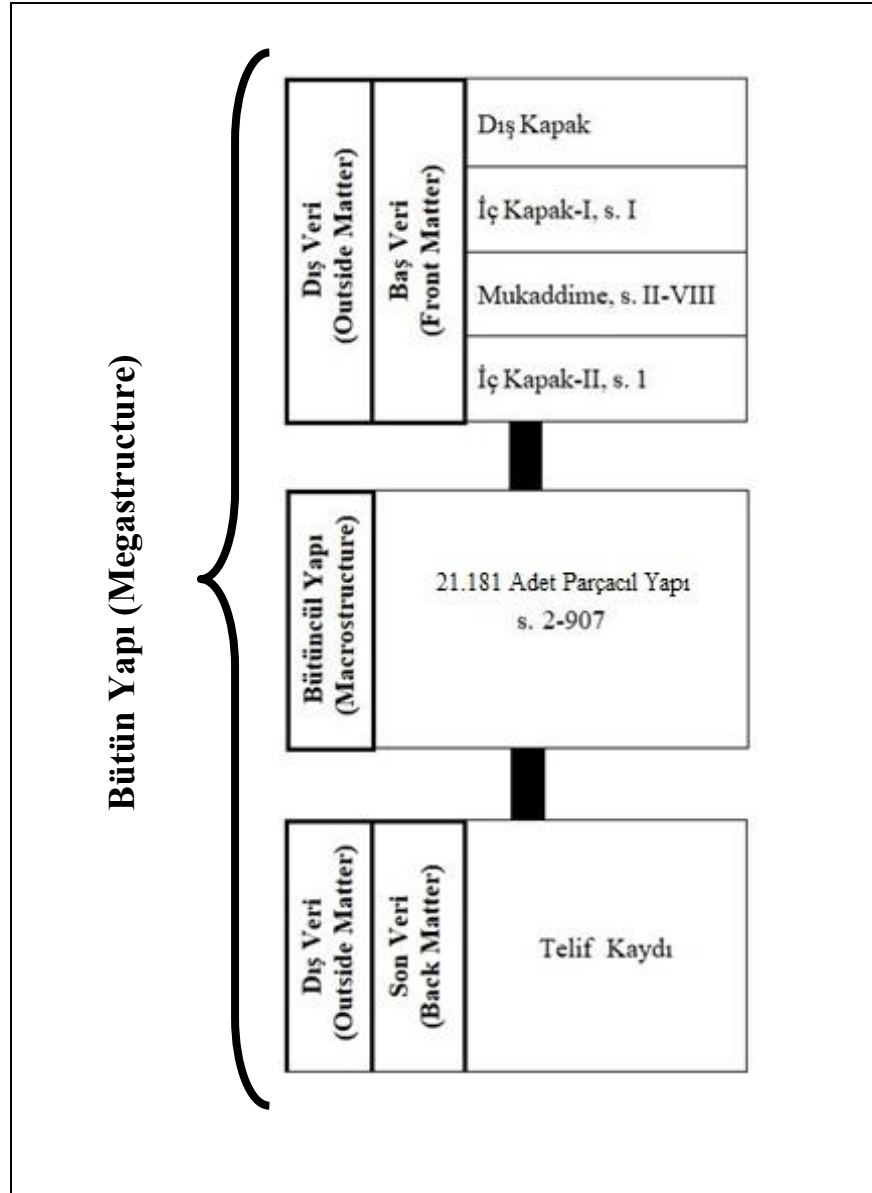 Bütün Yapı (Megastructure)
Dış Veri
(Outside Matter)
Baş Veri
(Front Matter)
Dış Kapak
İç Kapak-I, s. I
Mukaddime, s. II-VIII
İç Kapak-II, s. 1
Bütüncül Yapı
(Macrostructure)
21.181 Adet Parçacıl Yapı
s. 2-907
Dış Veri
(Outside Matter)
Son Veri
(Back Matter)
Telif Kaydı